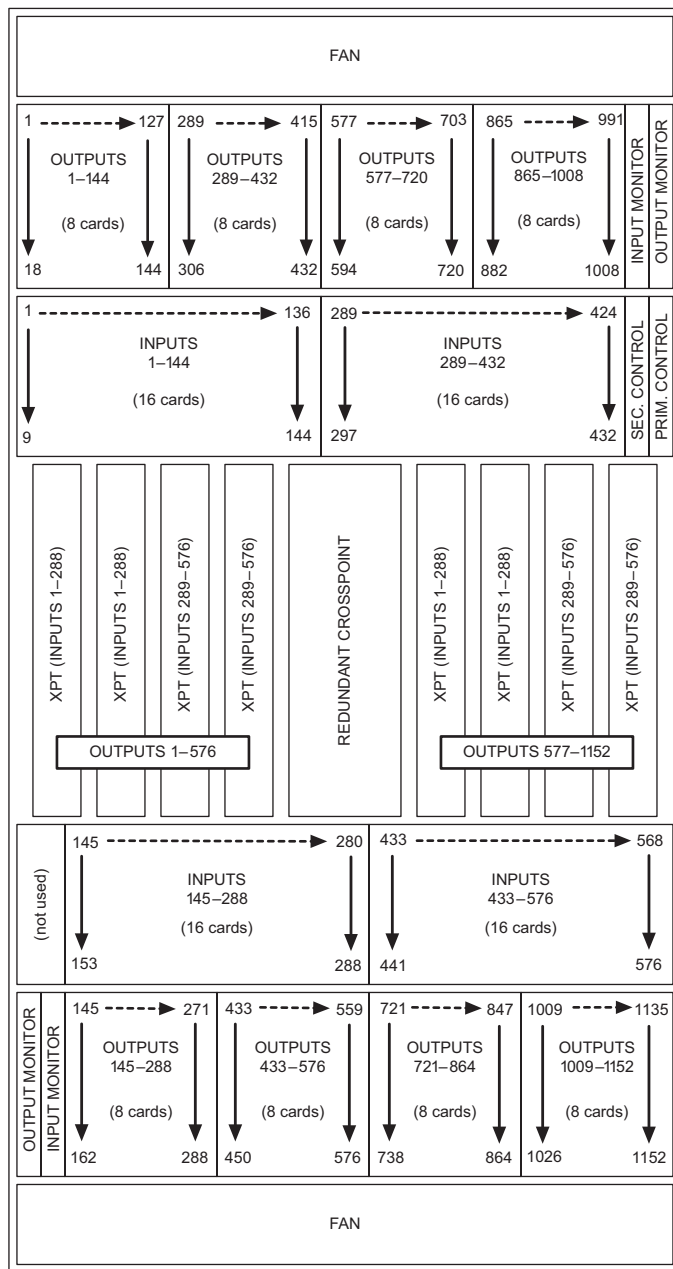 FAN
1 127 289 415 577 703 865 991
OUTPUTS
1–144
(8 cards)
18 144
OUTPUTS
289–432
(8 cards)
306 432
OUTPUTS
577–720
(8 cards)
594 720
OUTPUTS
865–1008
(8 cards)
882 1008
INPUT MONITOR
OUTPUT MONITOR
1 136
INPUTS
1–144
(16 cards)
9 144
289 424
INPUTS
289–432
(16 cards)
297 432
SEC. CONTROL
PRIM. CONTROL
XPT (INPUTS 1–288)
XPT (INPUTS 1–288)
XPT (INPUTS 289–576)
XPT (INPUTS 289–576)
OUTPUTS 1–576
REDUNDANT CROSSPOINT
XPT (INPUTS 1–288)
XPT (INPUTS 1–288)
XPT (INPUTS 289–576)
XPT (INPUTS 289–576)
OUTPUTS 577–1152
(not used)
145 280
INPUTS
145–288
(16 cards)
153 288
433 568
INPUTS
433–576
(16 cards)
441 576
OUTPUT MONITOR
INPUT MONITOR
145 271
OUTPUTS
145–288
(8 cards)
162 288
433 559
OUTPUTS
433–576
(8 cards)
450 576
721 847
OUTPUTS
721–864
(8 cards)
738 864
1009 1135
OUTPUTS
1009–1152
(8 cards)
1026 1152
FAN